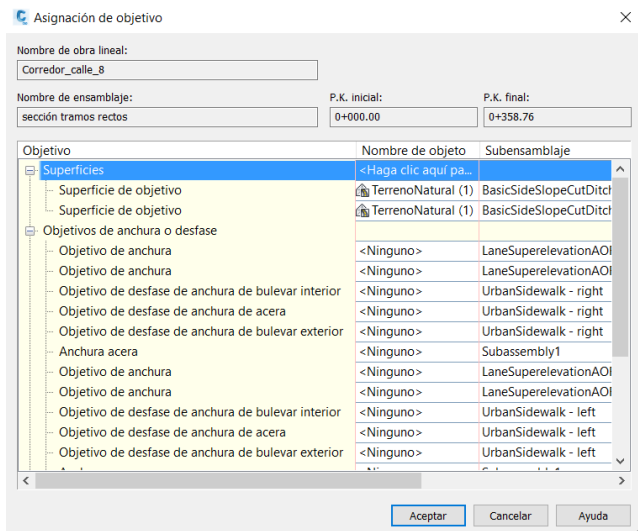 Asignación de objetivo
Nombre de obra lineal:
Corredor_calle_8
Nombre de ensamblaje: P.K. inicial: P.K. final:
sección tramos rectos 0+000.00 0+358.76
Objetivo Nombre de objeto Subensamblaje
Superficies <Haga clic aquí pa...
Superficie de objetivo TerrenoNatural (1) BasicSideSlopeCutDitch
Superficie de objetivo TerrenoNatural (1) BasicSideSlopeCutDitch
Objetivos de anchura o desfase
Objetivo de anchura <Ninguno> LaneSuperelevationAO
Objetivo de anchura <Ninguno> LaneSuperelevationAO
Objetivo de desfase de anchura de bulevar interior <Ninguno> UrbanSidewalk - right
Objetivo de desfase de anchura de acera <Ninguno> UrbanSidewalk - right
Objetivo de desfase de anchura de bulevar exterior <Ninguno> UrbanSidewalk - right
Anchura acera <Ninguno> Subassembly1
Objetivo de anchura <Ninguno> LaneSuperelevationAO
Objetivo de anchura <Ninguno> LaneSuperelevationAO
Objetivo de desfase de anchura de bulevar interior <Ninguno> UrbanSidewalk - left
Objetivo de desfase de anchura de acera <Ninguno> UrbanSidewalk - left
Objetivo de desfase de anchura de bulevar exterior <Ninguno> UrbanSidewalk - left
Aceptar Cancelar Ayuda